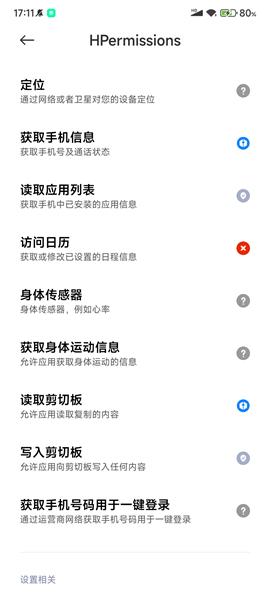 17:11
80%
HPermissions
定位
通过网络或者卫星对您的设备定位
获取手机信息
获取手机号及通话状态
读取应用列表
获取手机中已安装的应用信息
访问日历
获取或修改已设置的日程信息
身体传感器
身体传感器，例如心率
获取身体运动信息
允许应用获取身体运动的信息
读取剪切板
允许应用读取复制的内容
写入剪切板
允许应用向剪切板写入任何内容
获取手机号码用于一键登录
通过运营商网络获取手机号码用于一键登录
设置相关